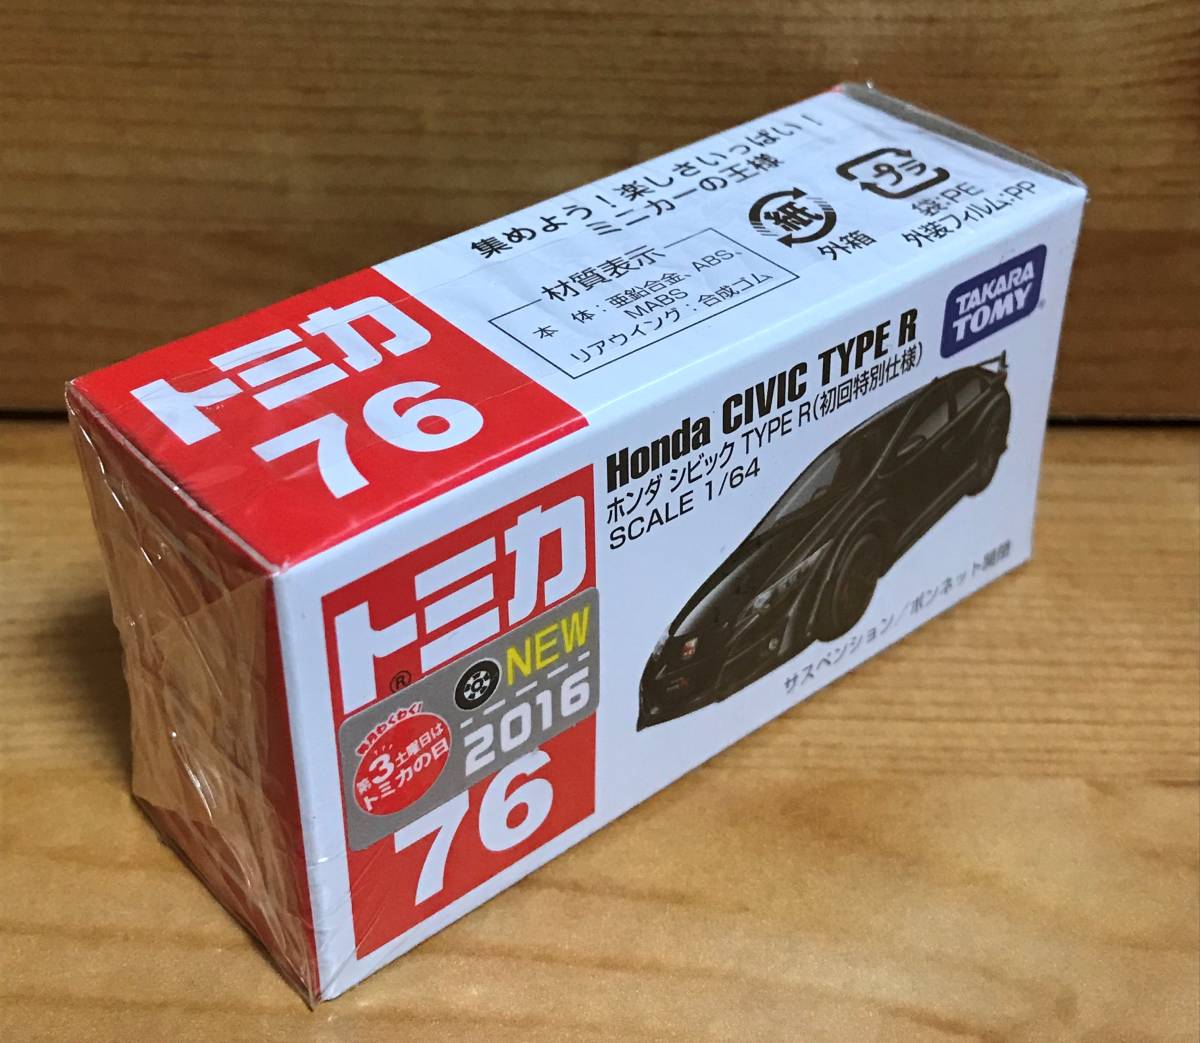 集めよう！楽しさいっぱい！
ミニカーの王様
材質表示
本　体：亜鉛合金、ABS、
MABS
リアウイング：合成ゴム
紙
外箱
プラ
袋：PE
外装フィルム：PP
トミカ
76
TAKARA
TOMY
Honda CIVIC TYPE R
ホンダ シビック TYPE R(初回特別仕様)
SCALE 1/64
サスペンション/ボンネット開閉
トミカ
®
NEW
2016
毎月わくわく!
第3土曜日は
トミカの日
76